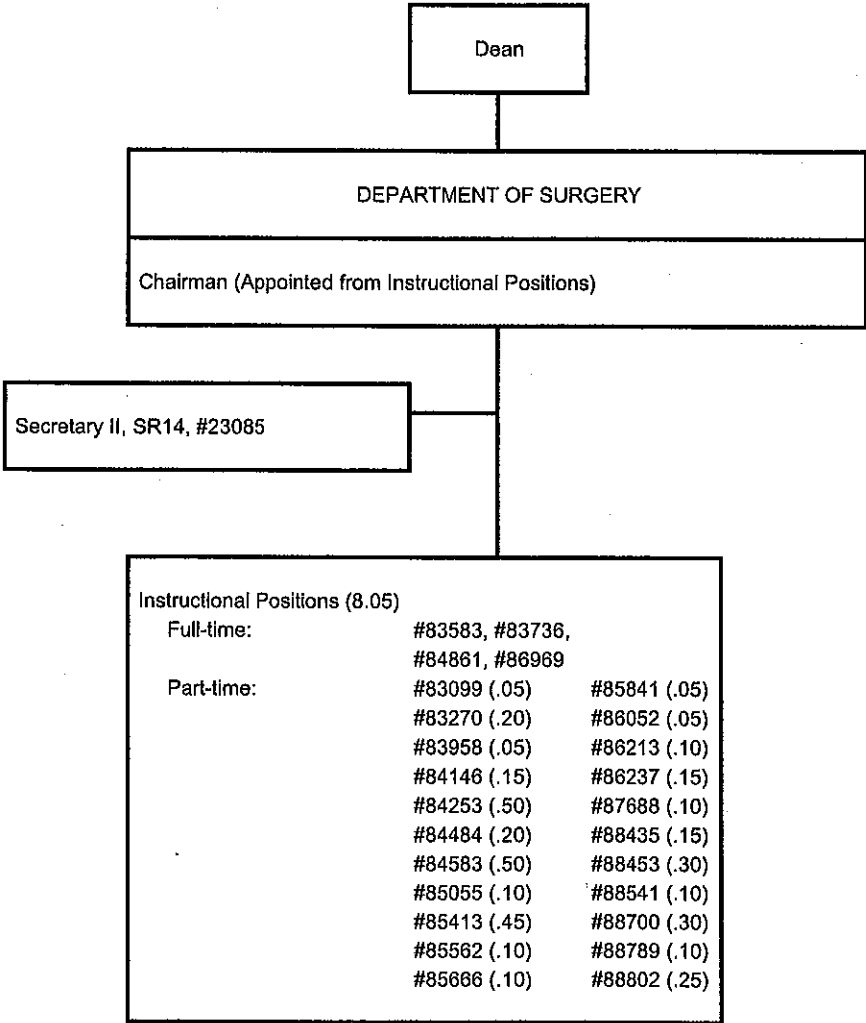 Dean
DEPARTMENT OF SURGERY
Chairman (Appointed from Instructional Positions)
Secretary II, SR14, #23085
Instructional Positions (8.05)
Full-time: #83583, #83736,
#84861, #86969
Part-time: #83099 (.05) #85841 (.05)
#83270 (.20) #86052 (.05)
#83958 (.05) #86213 (.10)
#84146 (.15) #86237 (.15)
#84253 (.50) #87688 (.10)
#84484 (.20) #88435 (.15)
#84583 (.50) #88453 (.30)
#85055 (.10) #88541 (.10)
#85413 (.45) #88700 (.30)
#85562 (.10) #88789 (.10)
#85666 (.10) #88802 (.25)